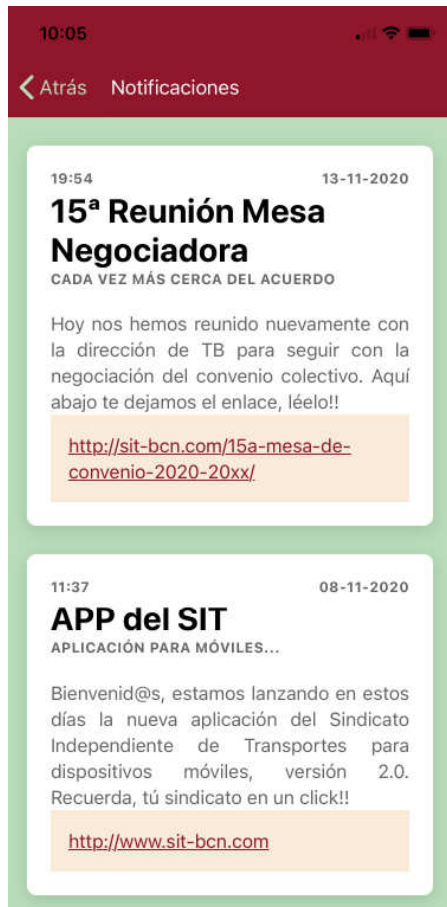 10:05
Atrás Notificaciones
19:54 13-11-2020
15ª Reunión Mesa
Negociadora
CADA VEZ MÁS CERCA DEL ACUERDO
Hoy nos hemos reunido nuevamente con
la dirección de TB para seguir con la
negociación del convenio colectivo. Aquí
abajo te dejamos el enlace, léelo!!
http://sit-bcn.com/15a-mesa-de-
convenio-2020-20xx/
11:37 08-11-2020
APP del SIT
APLICACIÓN PARA MÓVILES...
Bienvenid@s, estamos lanzando en estos
días la nueva aplicación del Sindicato
Independiente de Transportes para
dispositivos móviles, versión 2.0.
Recuerda, tú sindicato en un click!!
http://www.sit-bcn.com